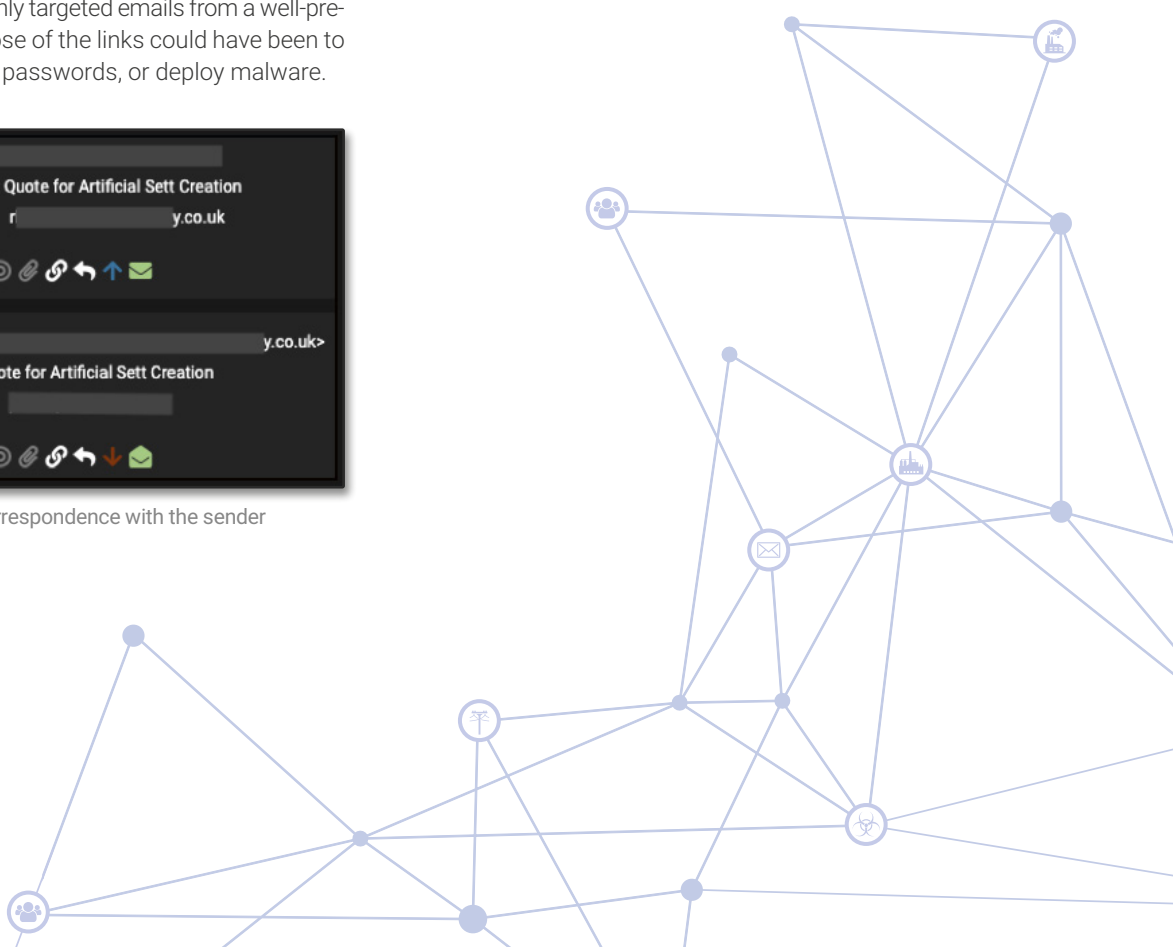 nly targeted emails from a well-pre-
ose of the links could have been to
passwords, or deploy malware.
Quote for Artificial Sett Creation
r y.co.uk
y.co.uk>
ote for Artificial Sett Creation
rrespondence with the sender